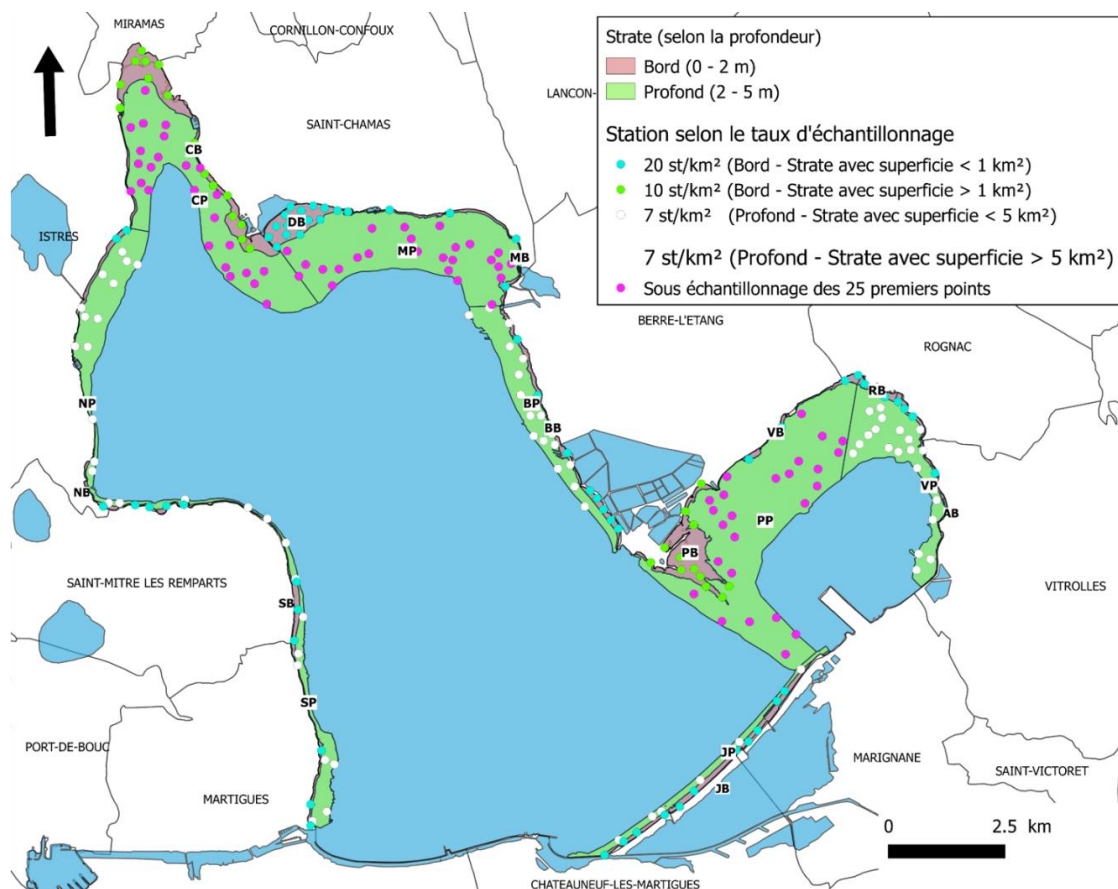 MIRAMAS
CORNILLON-CONFOUX
LANCON-
SAINT-CHAMAS
ISTRES
CB
CP
DB
MP
MB
BERRE-L'ETANG
ROGNAC
RB
NP
BP
BB
VB
NB
VP
AB
PP
PB
SAINT-MITRE LES REMPARTS
SB
VITROLLES
SP
PORT-DE-BOUC
JP
JB
MARIGNANE
SAINT-VICTORET
MARTIGUES
CHATEAUNEUF-LES-MARTIGUES
Strate (selon la profondeur)
Bord (0 - 2 m)
Profond (2 - 5 m)
Station selon le taux d'échantillonnage
20 st/km² (Bord - Strate avec superficie < 1 km²)
10 st/km² (Bord - Strate avec superficie > 1 km²)
7 st/km² (Profond - Strate avec superficie < 5 km²)
7 st/km² (Profond - Strate avec superficie > 5 km²)
Sous échantillonnage des 25 premiers points
0 2.5 km